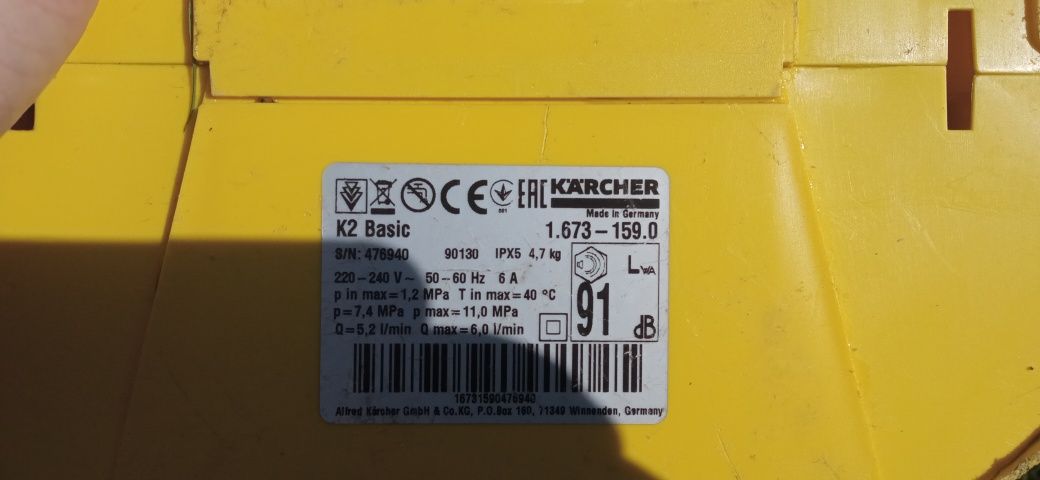 CE EAC KÄRCHER
001
Made in Germany
K2 Basic 1.673-159.0
S/N: 476940 90130 IPX5 4,7 kg
220-240 V~ 50-60 Hz 6 A
p in max=1,2 MPa T in max=40 °C
p=7,4 MPa p max=11,0 MPa
Q=5,2 l/min Q max=6,0 l/min
LWA
91
dB
16731590476940
Alfred Kärcher GmbH & Co.KG, P.O.Box 160, 71349 Winnenden, Germany